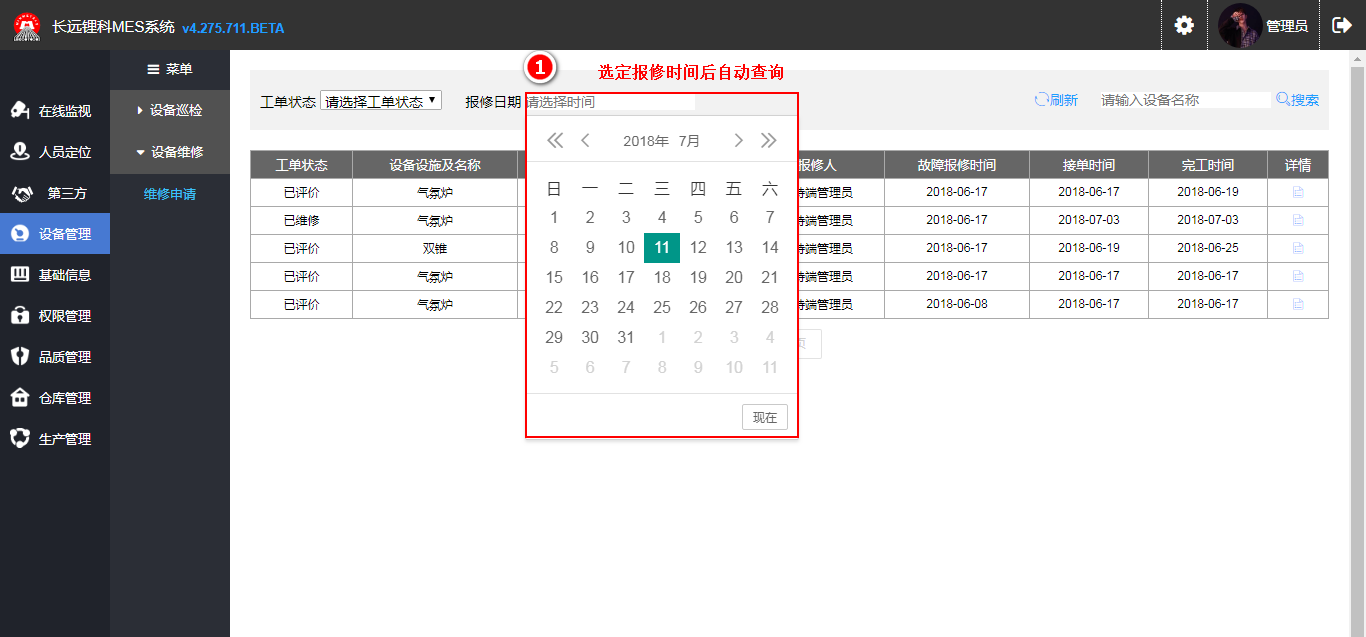 长远锂科MES系统 v4.275.711.BETA
管理员
在线监视
人员定位
第三方
设备管理
基础信息
权限管理
品质管理
仓库管理
生产管理
菜单
设备巡检
设备维修
维修申请
1 选定报修时间后自动查询
工单状态 请选择工单状态 报修日期 请选择时间 刷新 请输入设备名称 搜索
2018年 7月
日 一 二 三 四 五 六
1 2 3 4 5 6 7
8 9 10 11 12 13 14
15 16 17 18 19 20 21
22 23 24 25 26 27 28
29 30 31 1 2 3 4
5 6 7 8 9 10 11
现在
工单状态 设备设施及名称 报修人 故障报修时间 接单时间 完工时间 详情
已评价 气氛炉 端管理员 2018-06-17 2018-06-17 2018-06-19
已维修 气氛炉 端管理员 2018-06-17 2018-07-03 2018-07-03
已评价 双锥 端管理员 2018-06-17 2018-06-19 2018-06-25
已评价 气氛炉 端管理员 2018-06-17 2018-06-17 2018-06-17
已评价 气氛炉 端管理员 2018-06-08 2018-06-17 2018-06-17
页